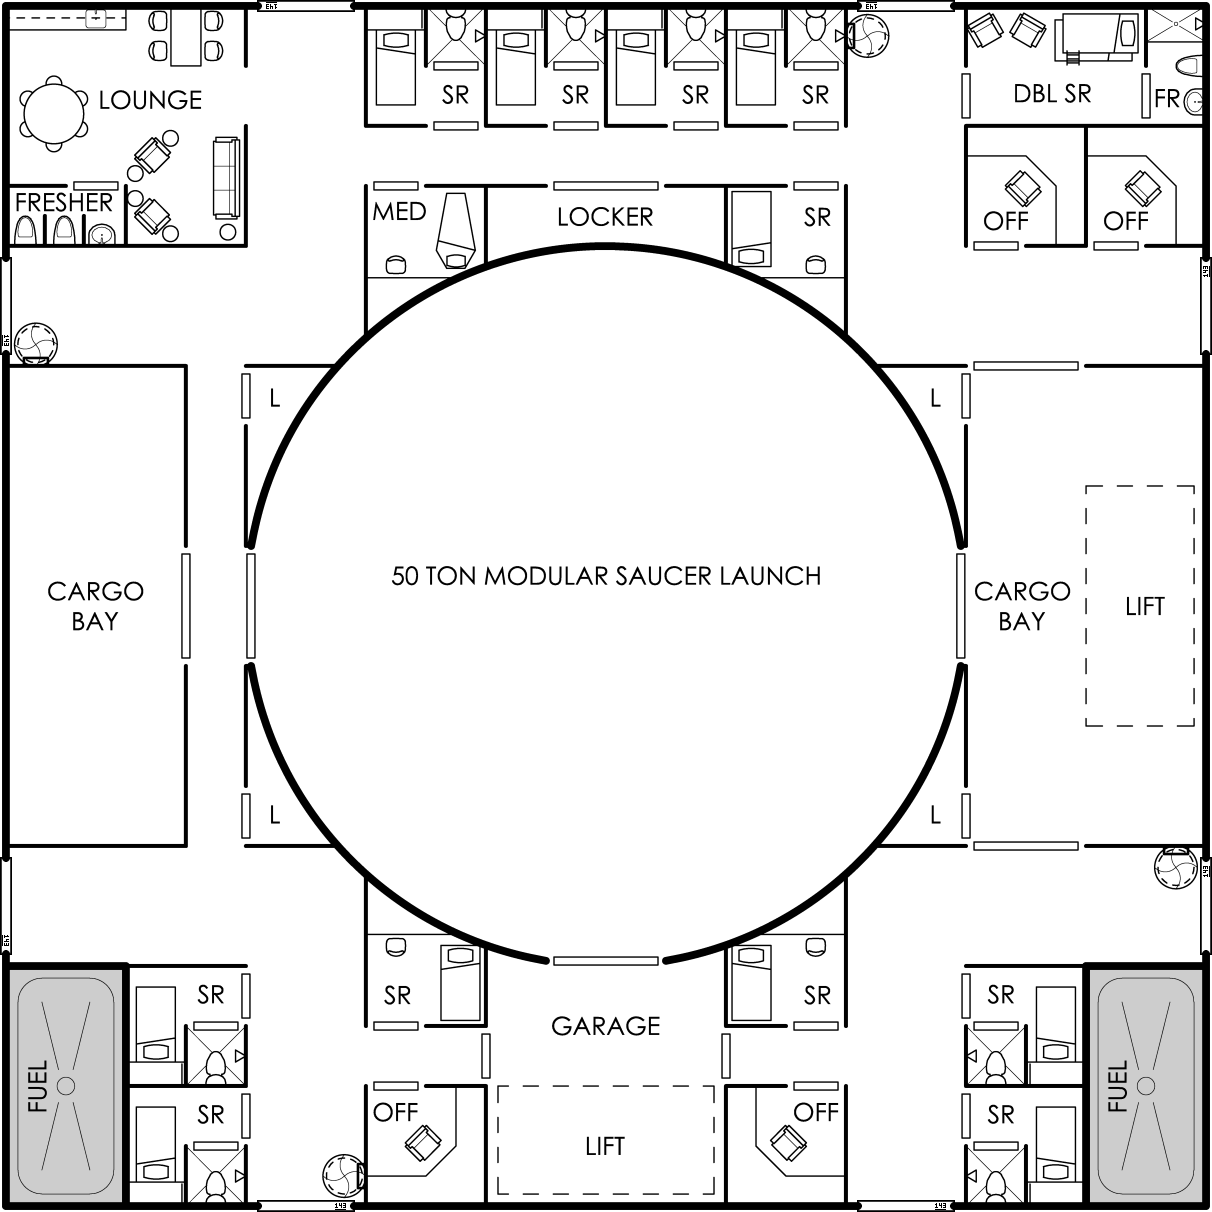 LOUNGE
SR
SR
SR
SR
DBL SR
FR
FRESHER
MED
LOCKER
SR
OFF
OFF
L
L
50 TON MODULAR SAUCER LAUNCH
CARGO
BAY
CARGO
BAY
LIFT
L
L
SR
SR
SR
SR
GARAGE
FUEL
FUEL
SR
OFF
OFF
SR
LIFT